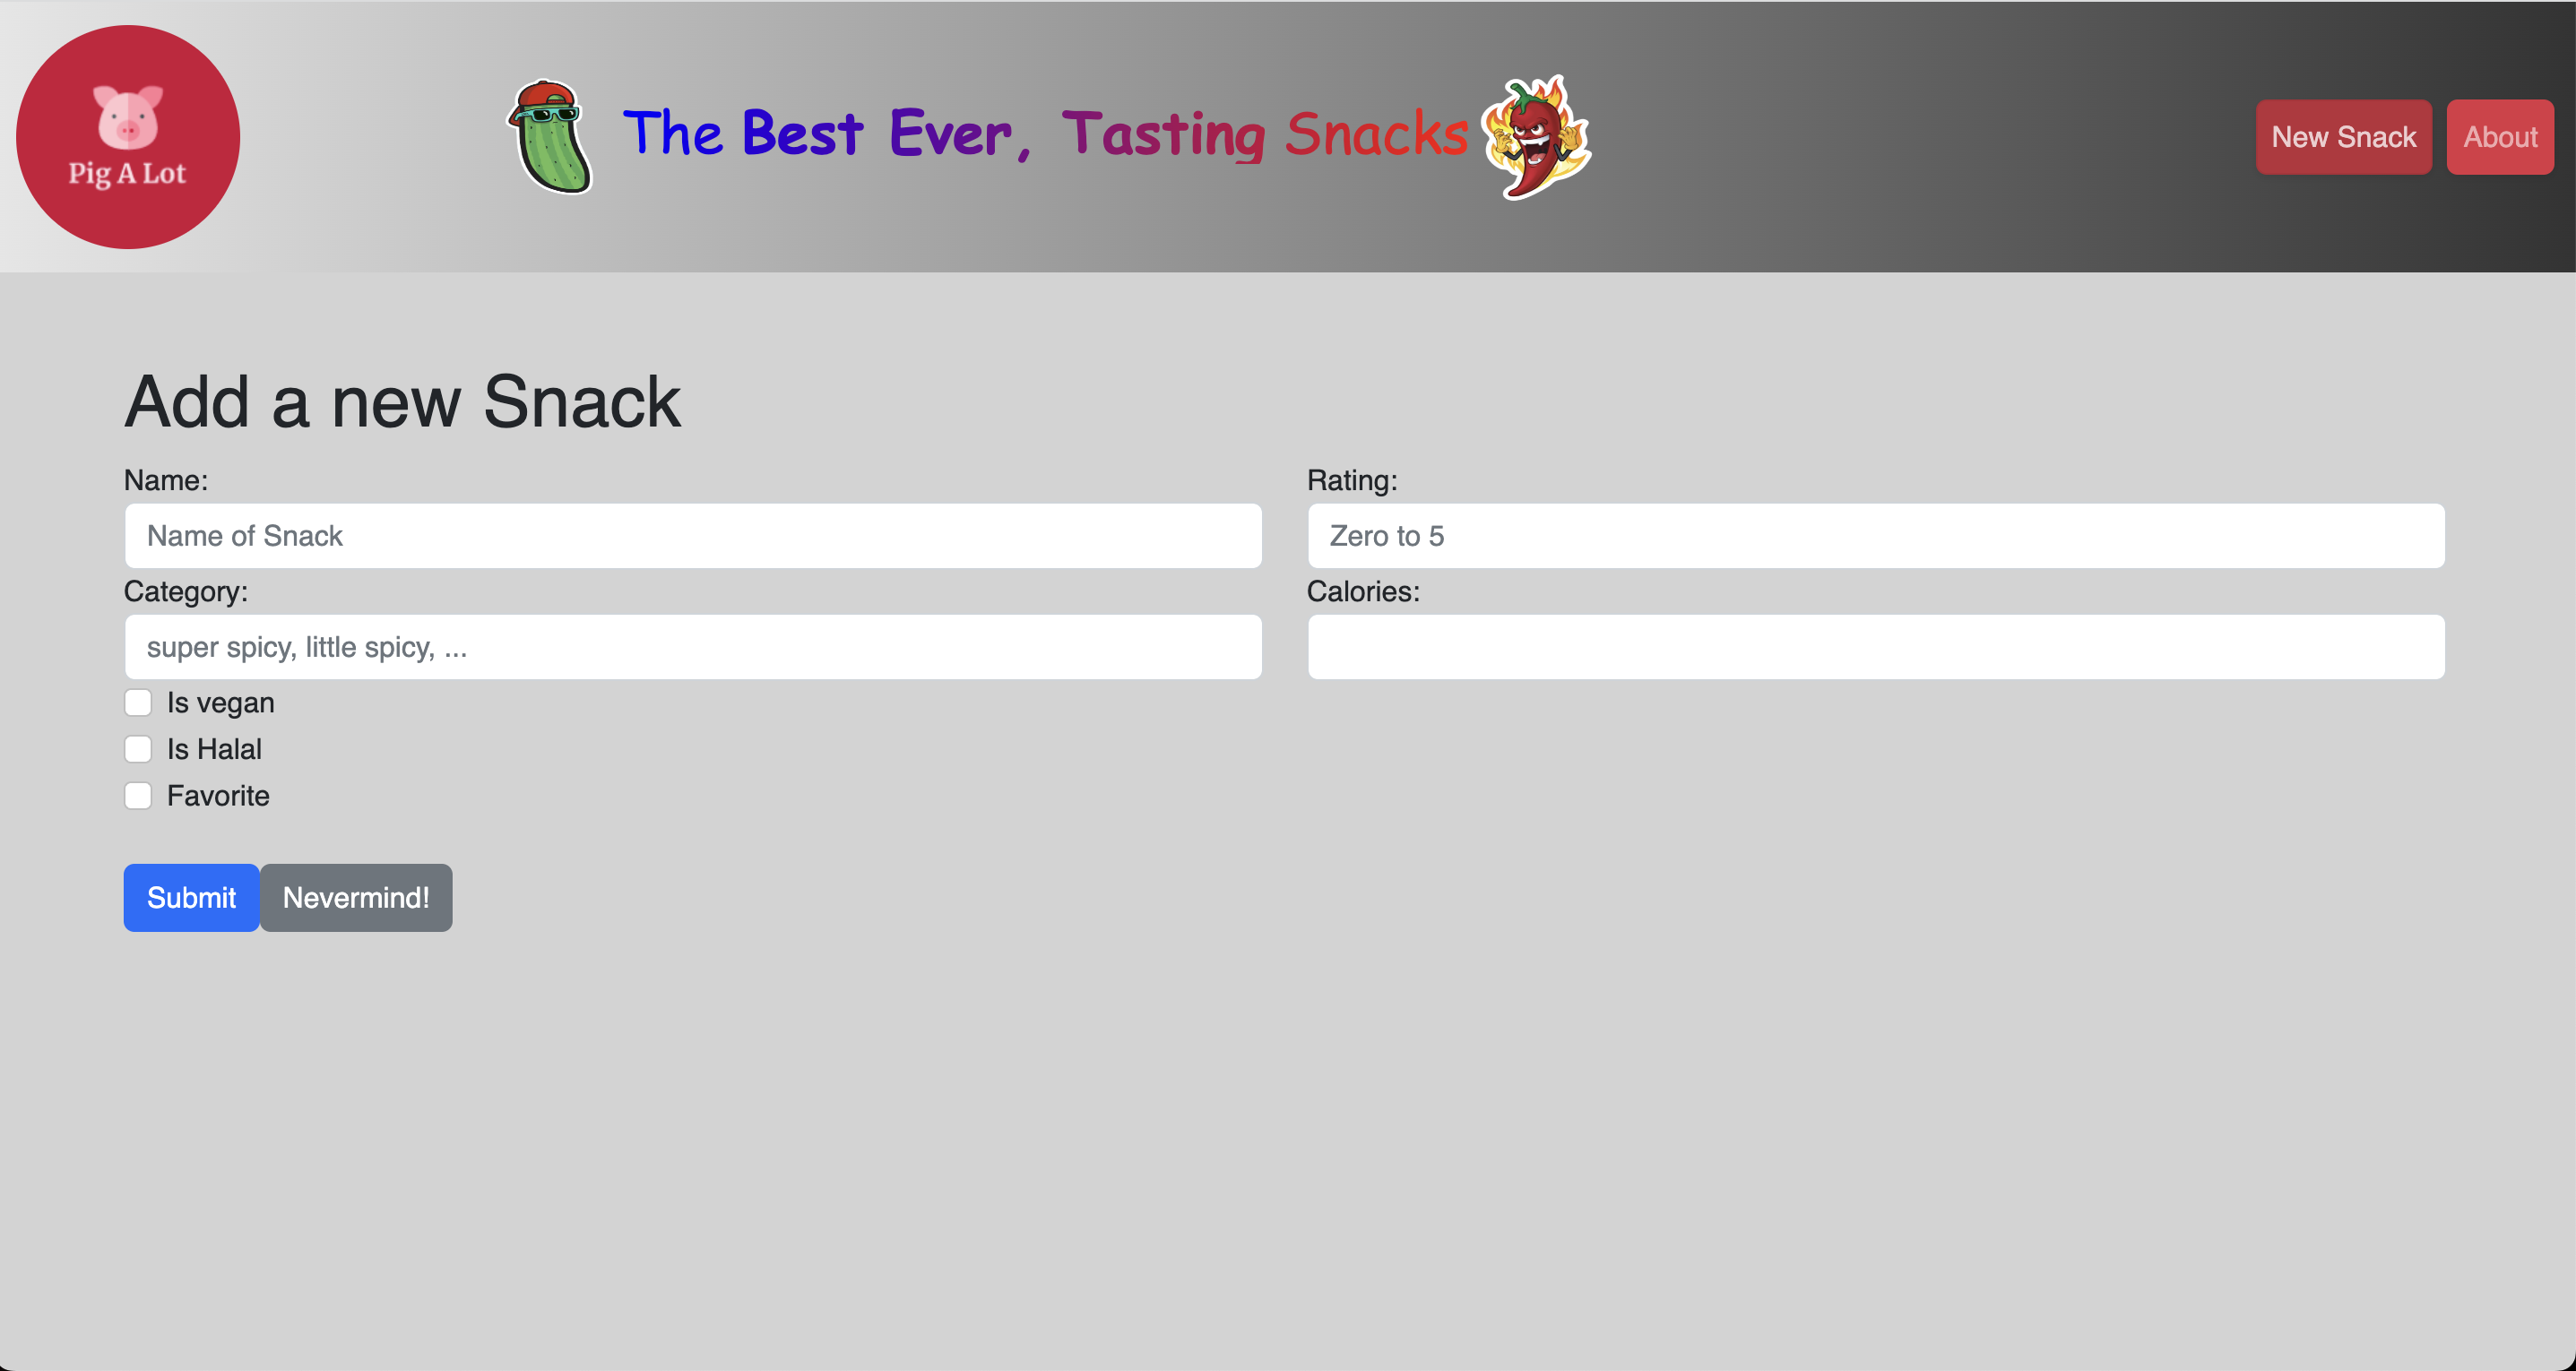 Pig A Lot
The Best Ever, Tasting Snacks
New Snack
About
Add a new Snack
Name:
Rating:
Name of Snack
Zero to 5
Category:
Calories:
super spicy, little spicy, ...
Is vegan
Is Halal
Favorite
Submit
Nevermind!